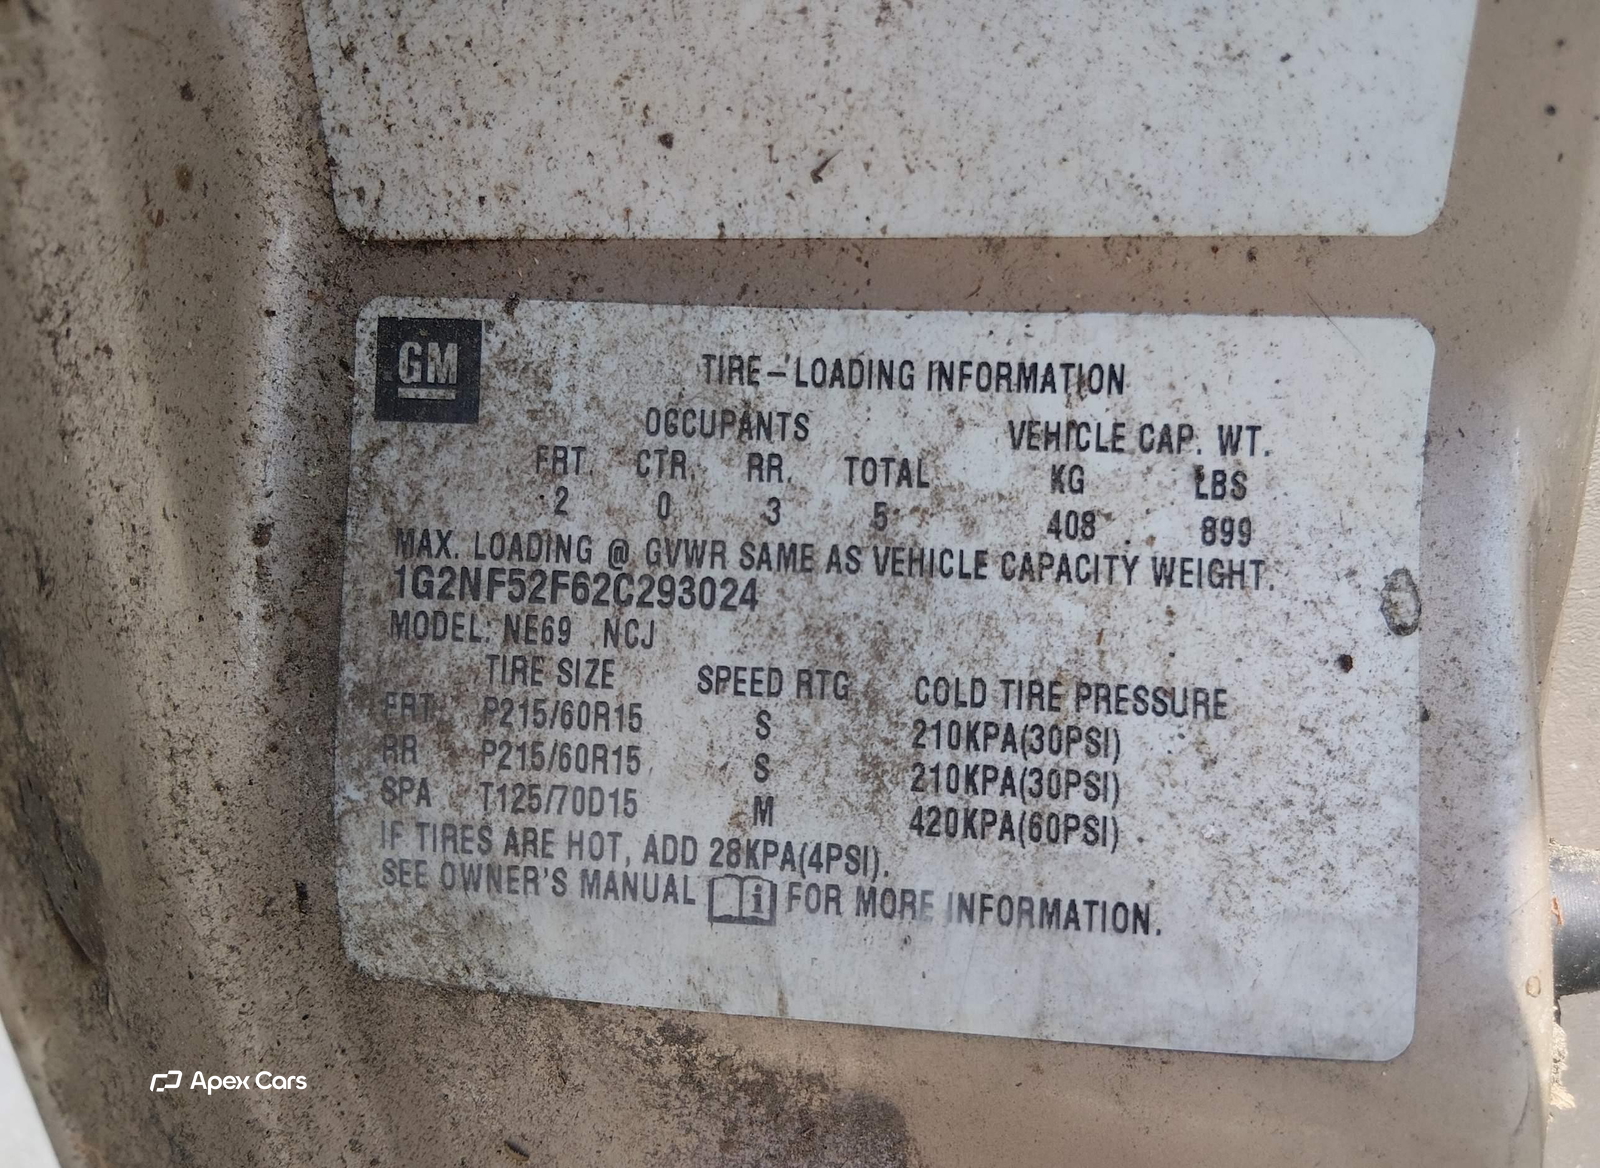 GM
TIRE-LOADING INFORMATION
OCCUPANTS VEHICLE CAP. WT.
FRT. CTR. RR. TOTAL KG LBS
2 0 3 5 408 899
MAX. LOADING @ GVWR SAME AS VEHICLE CAPACITY WEIGHT.
1G2NF52F62C293024
MODEL: NE69 NCJ
TIRE SIZE SPEED RTG COLD TIRE PRESSURE
FRT P215/60R15 S 210KPA(30PSI)
RR P215/60R15 S 210KPA(30PSI)
SPA T125/70D15 M 420KPA(60PSI)
IF TIRES ARE HOT, ADD 28KPA(4PSI).
SEE OWNER'S MANUAL i FOR MORE INFORMATION.
Apex Cars